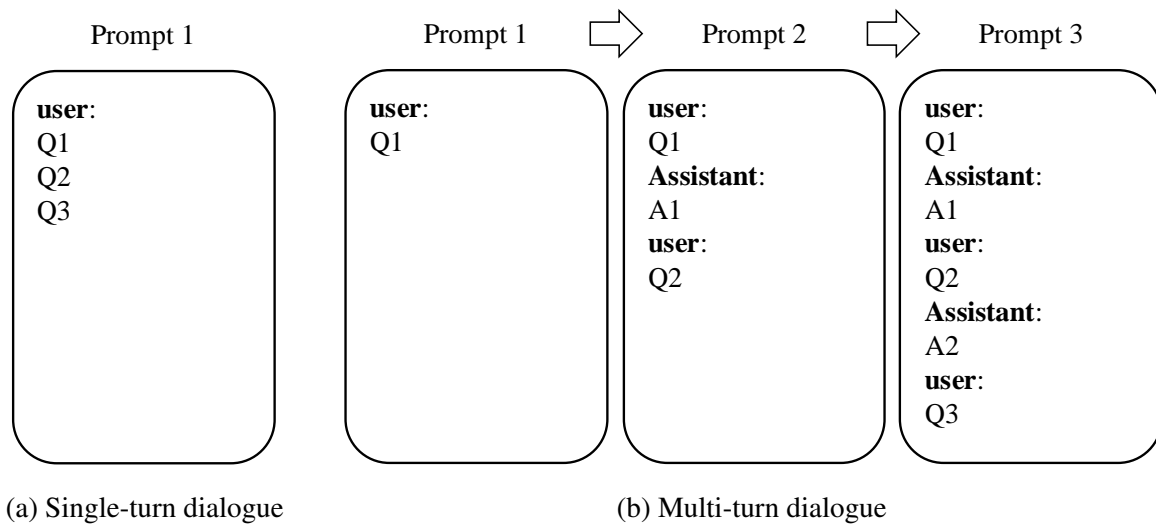 Prompt 1
user:
Q1
Q2
Q3
(a) Single-turn dialogue
Prompt 1
user:
Q1
Prompt 2
user:
Q1
Assistant:
A1
user:
Q2
Prompt 3
user:
Q1
Assistant:
A1
user:
Q2
Assistant:
A2
user:
Q3
(b) Multi-turn dialogue